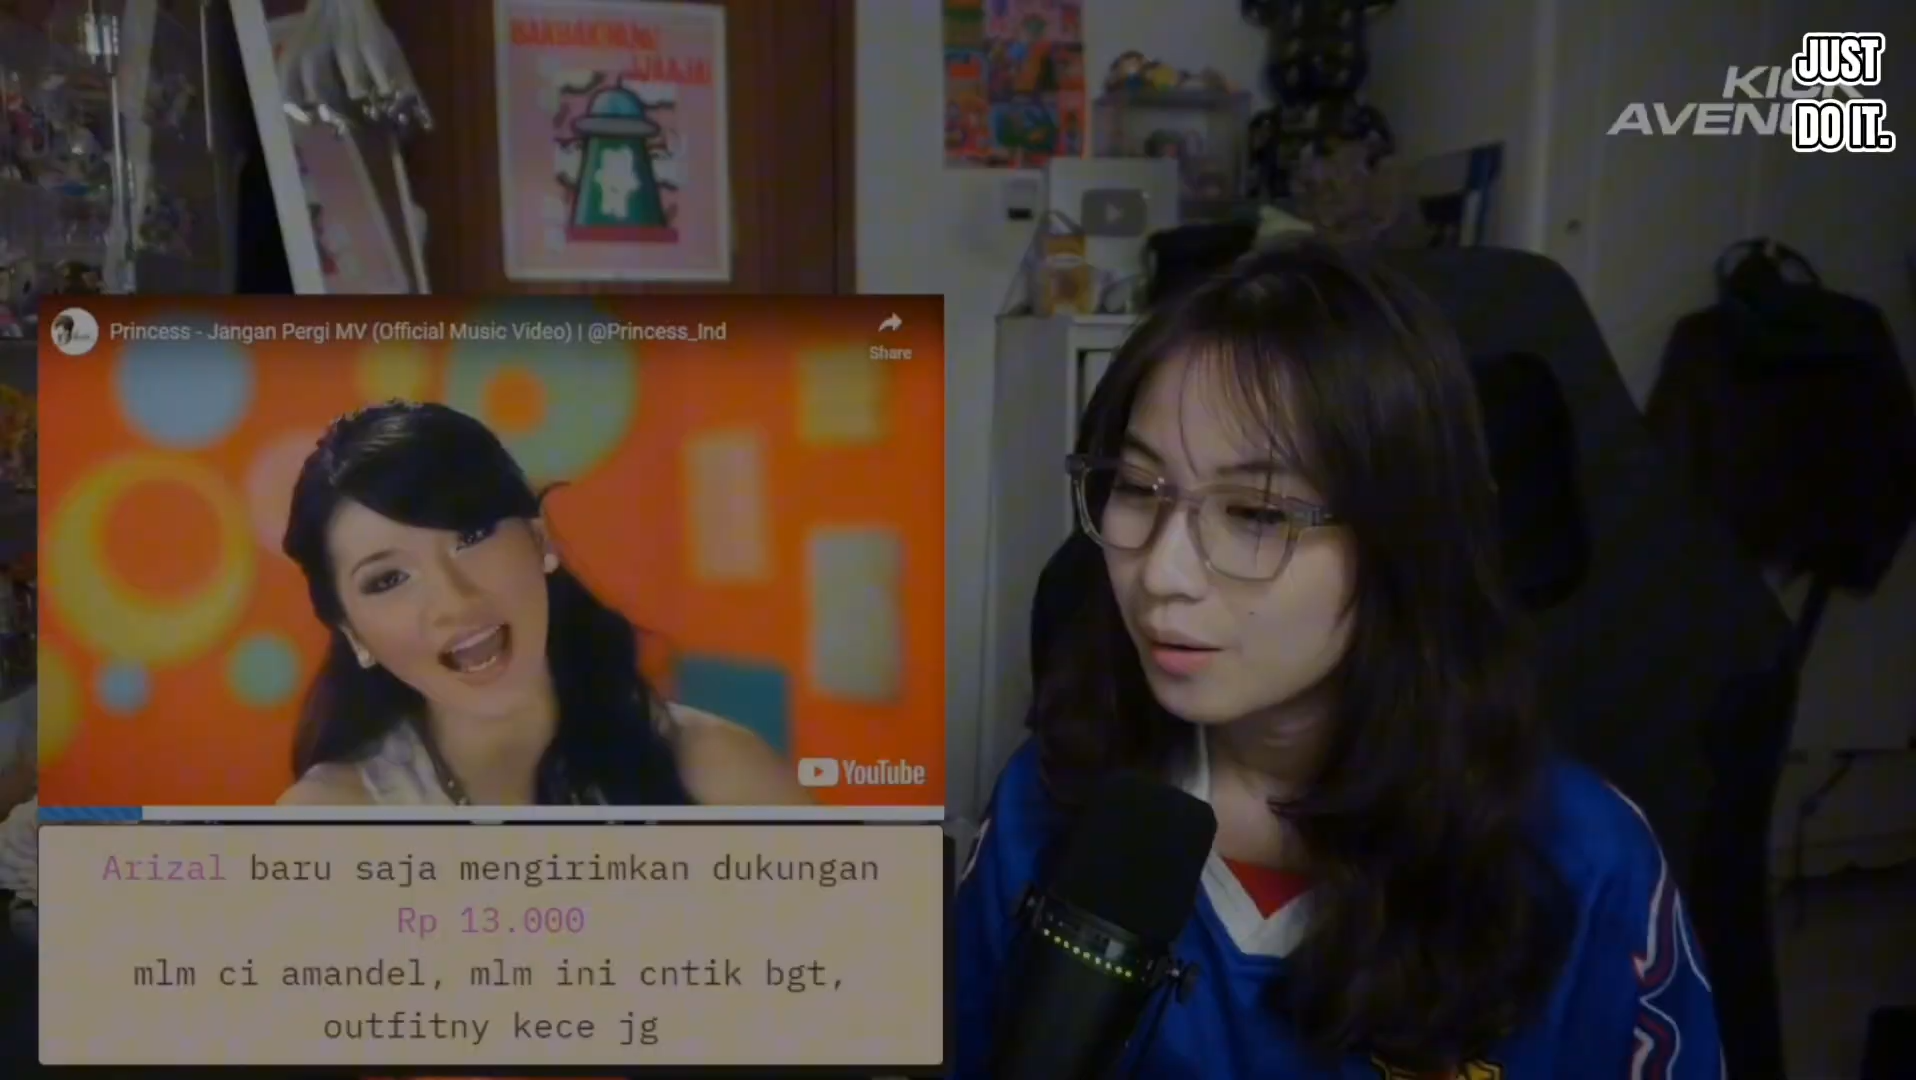 JUST
DO IT.
KICK
AVENUE
Princess - Jangan Pergi MV (Official Music Video) | @Princess_Ind
Share
YouTube
Arizal baru saja mengirimkan dukungan
Rp 13.000
mlm ci amandel, mlm ini cntik bgt,
outfitny kece jg